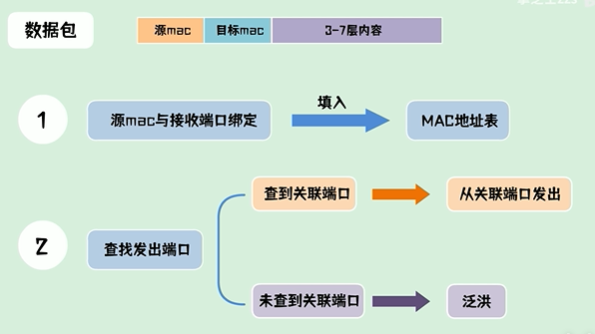 数据包
源mac 目标mac 3-7层内容
1
源mac与接收端口绑定
填入
MAC地址表
2
查找发出端口
查到关联端口
从关联端口发出
未查到关联端口
泛洪